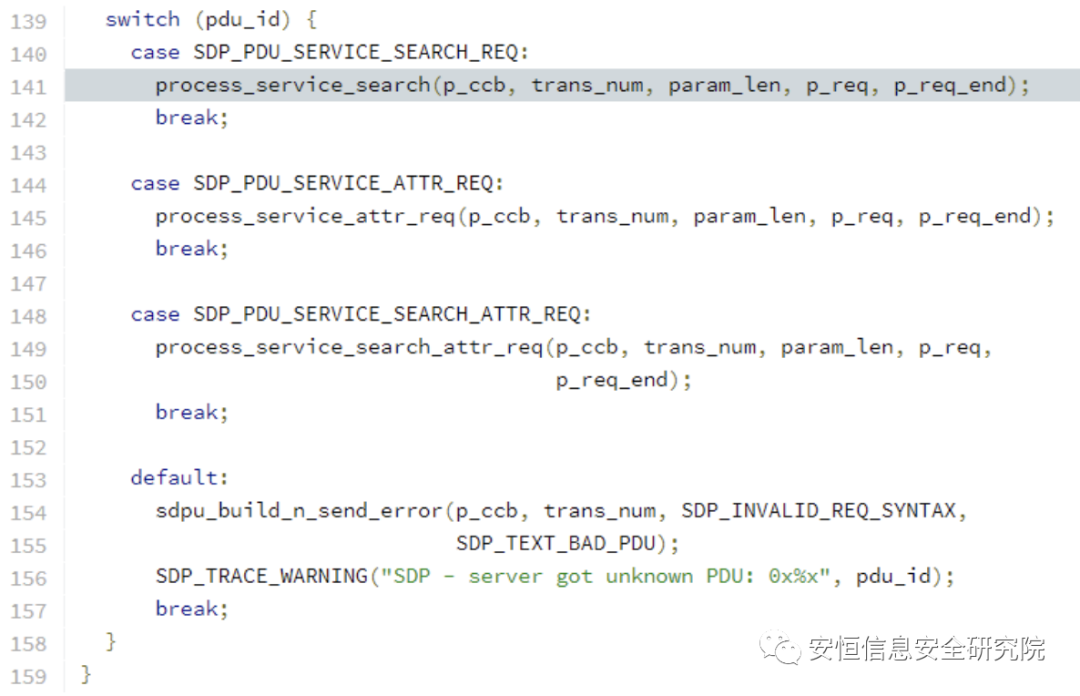 139 switch (pdu_id) {
140 case SDP_PDU_SERVICE_SEARCH_REQ:
141 process_service_search(p_ccb, trans_num, param_len, p_req, p_req_end);
142 break;
143
144 case SDP_PDU_SERVICE_ATTR_REQ:
145 process_service_attr_req(p_ccb, trans_num, param_len, p_req, p_req_end);
146 break;
147
148 case SDP_PDU_SERVICE_SEARCH_ATTR_REQ:
149 process_service_search_attr_req(p_ccb, trans_num, param_len, p_req,
150 p_req_end);
151 break;
152
153 default:
154 sdpu_build_n_send_error(p_ccb, trans_num, SDP_INVALID_REQ_SYNTAX,
155 SDP_TEXT_BAD_PDU);
156 SDP_TRACE_WARNING("SDP - server got unknown PDU: 0x%x", pdu_id);
157 break;
158 }
159 }
安恒信息安全研究院